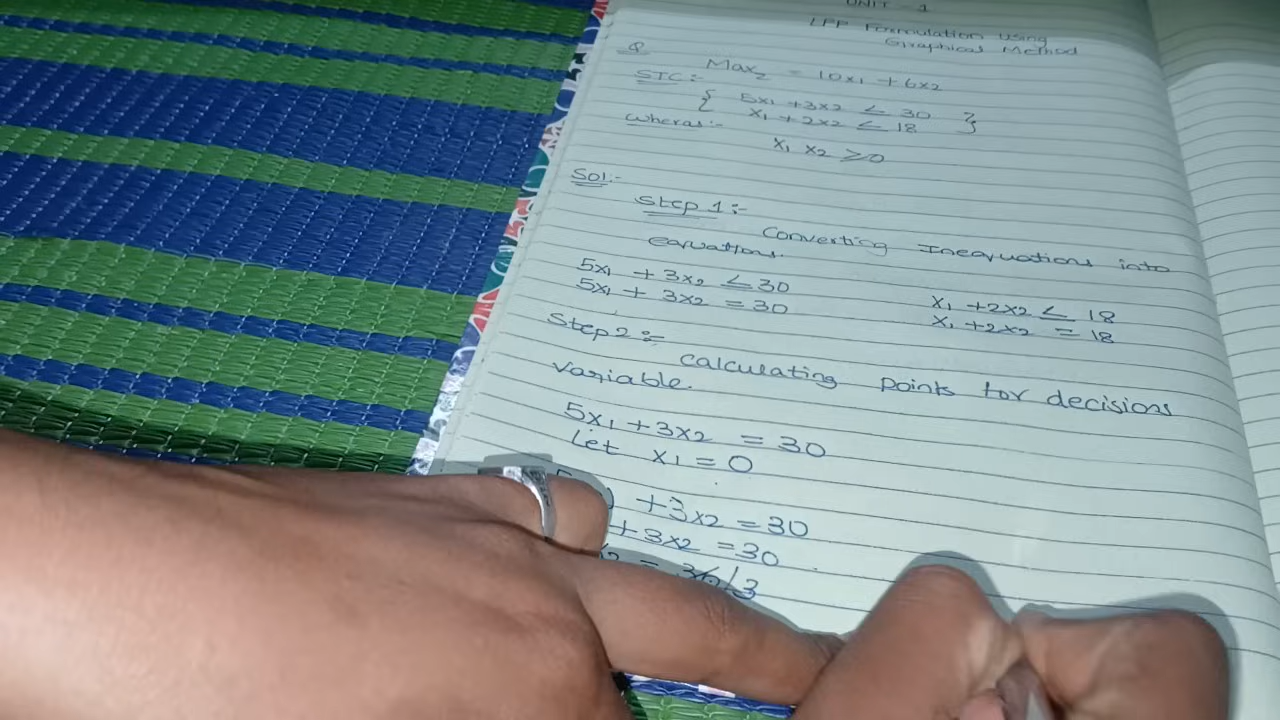 UNIT - 1
LPP Formulation using
Graphical Method
Q Max z = 10x1 + 6x2
STC:-
{ 5x1 + 3x2 ≤ 30
x1 + 2x2 ≤ 18 }
wheras:-
x1 x2 ≥ 0
Sol:-
Step 1:-
Converting Inequations into
equations.
5x1 + 3x2 ≤ 30
5x1 + 3x2 = 30
x1 + 2x2 ≤ 18
x1 + 2x2 = 18
Step 2:-
calculating points for decisions
variable.
5x1 + 3x2 = 30
Let x1 = 0
+ 3x2 = 30
+ 3x2 = 30
= 30/3